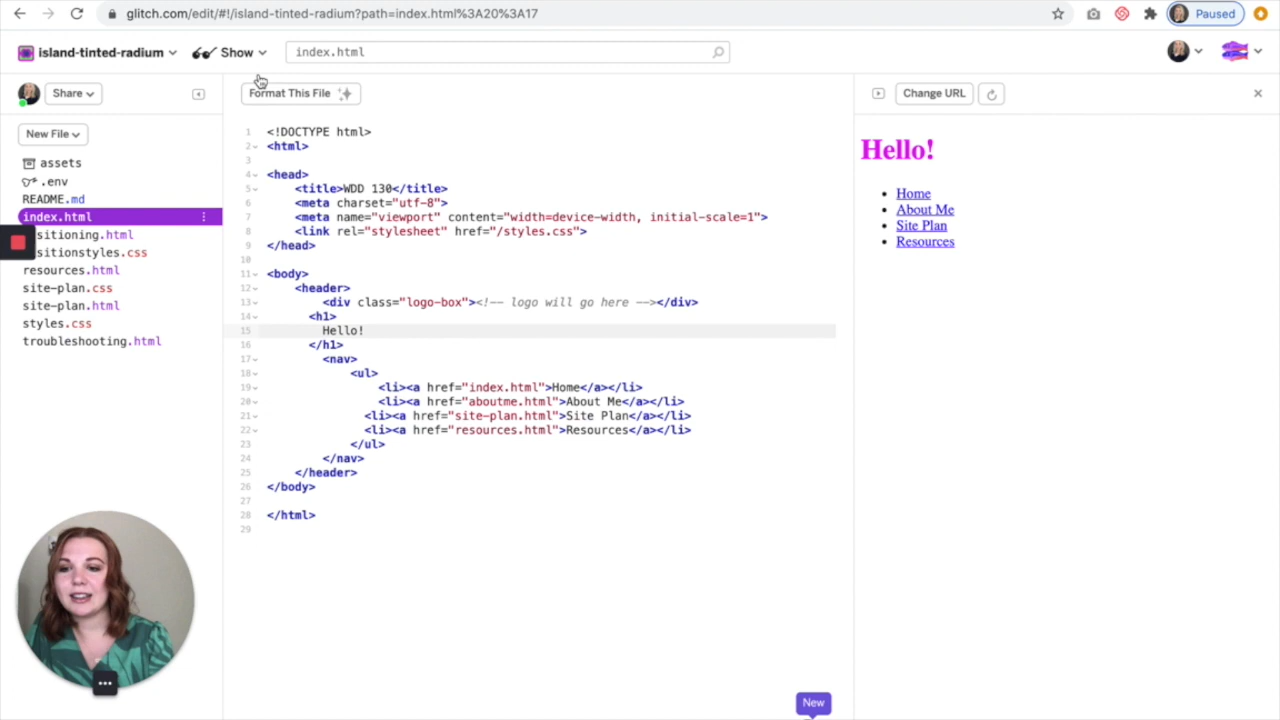 glitch.com/edit/#!/island-tinted-radium?path=index.html%3A20%3A17
Paused
island-tinted-radium
Show
index.html
Share
Format This File
Change URL
New File
assets
.env
README.md
index.html
sitioning.html
sitionstyles.css
resources.html
site-plan.css
site-plan.html
styles.css
troubleshooting.html
1 <!DOCTYPE html>
2 <html>
3
4 <head>
5 <title>WDD 130</title>
6 <meta charset="utf-8">
7 <meta name="viewport" content="width=device-width, initial-scale=1">
8 <link rel="stylesheet" href="/styles.css">
9 </head>
10
11 <body>
12 <header>
13 <div class="logo-box"><!-- logo will go here --></div>
14 <h1>
15 Hello!
16 </h1>
17 <nav>
18 <ul>
19 <li><a href="index.html">Home</a></li>
20 <li><a href="aboutme.html">About Me</a></li>
21 <li><a href="site-plan.html">Site Plan</a></li>
22 <li><a href="resources.html">Resources</a></li>
23 </ul>
24 </nav>
25 </header>
26 </body>
27
28 </html>
29
Hello!
Home
About Me
Site Plan
Resources
New